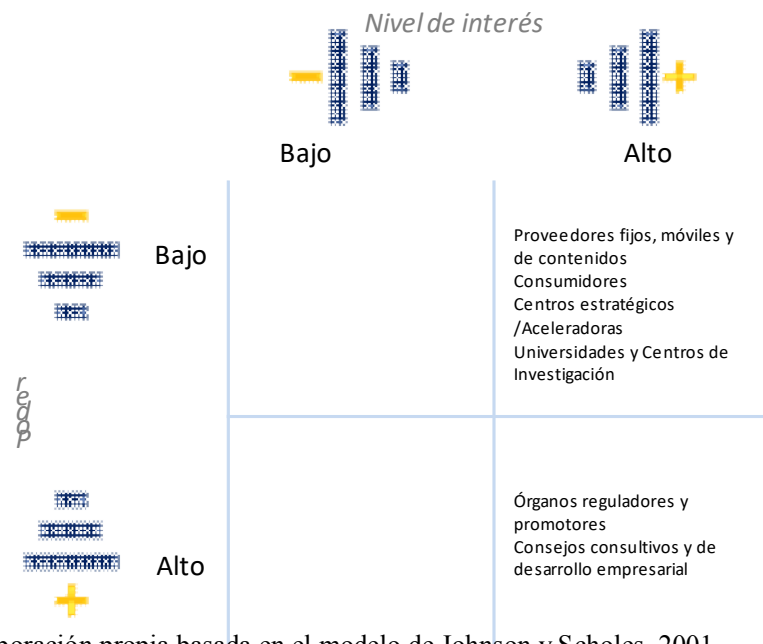 Nivel de interés
Bajo
Alto
Bajo
Proveedores fijos, móviles y
de contenidos
Consumidores
Centros estratégicos
/Aceleradoras
Universidades y Centros de
Investigación
Poder
Alto
Órganos reguladores y
promotores
Consejos consultivos y de
desarrollo empresarial
propia basada en el modelo de Johnson y Scholes, 2001